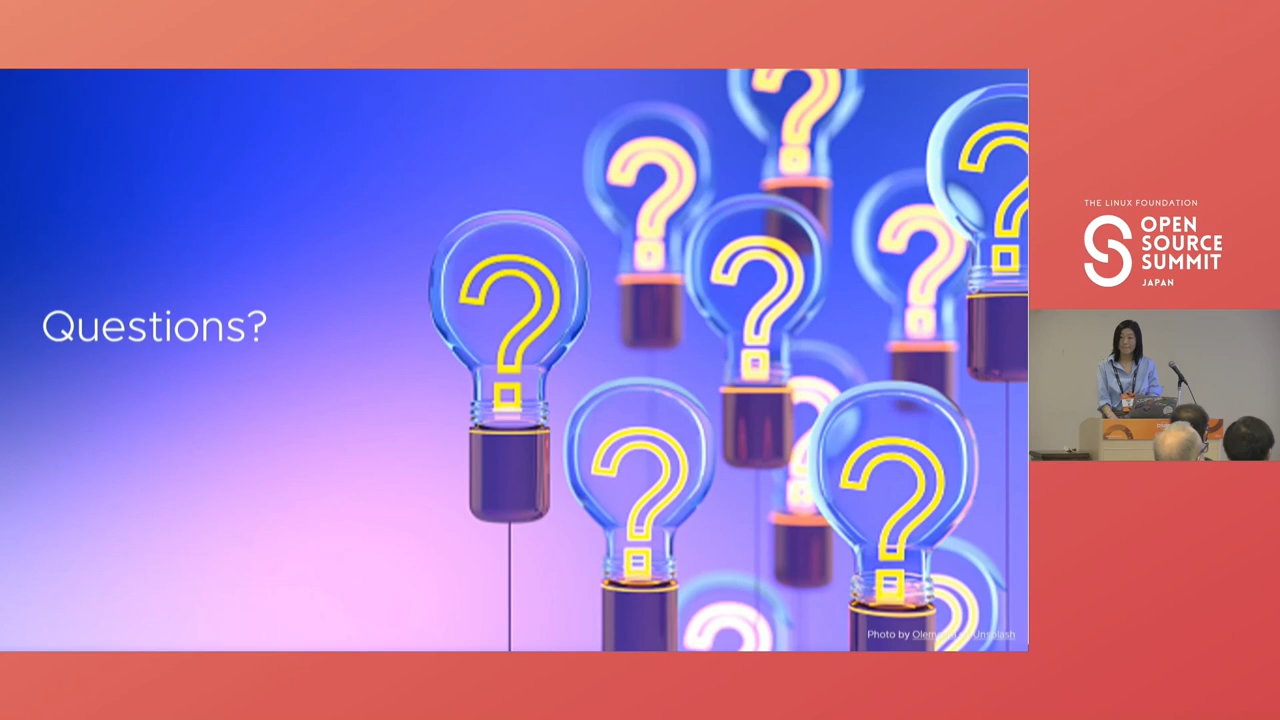 Questions?
Photo by
Unsplash
THE LINUX FOUNDATION
OPEN
SOURCE
SUMMIT
JAPAN